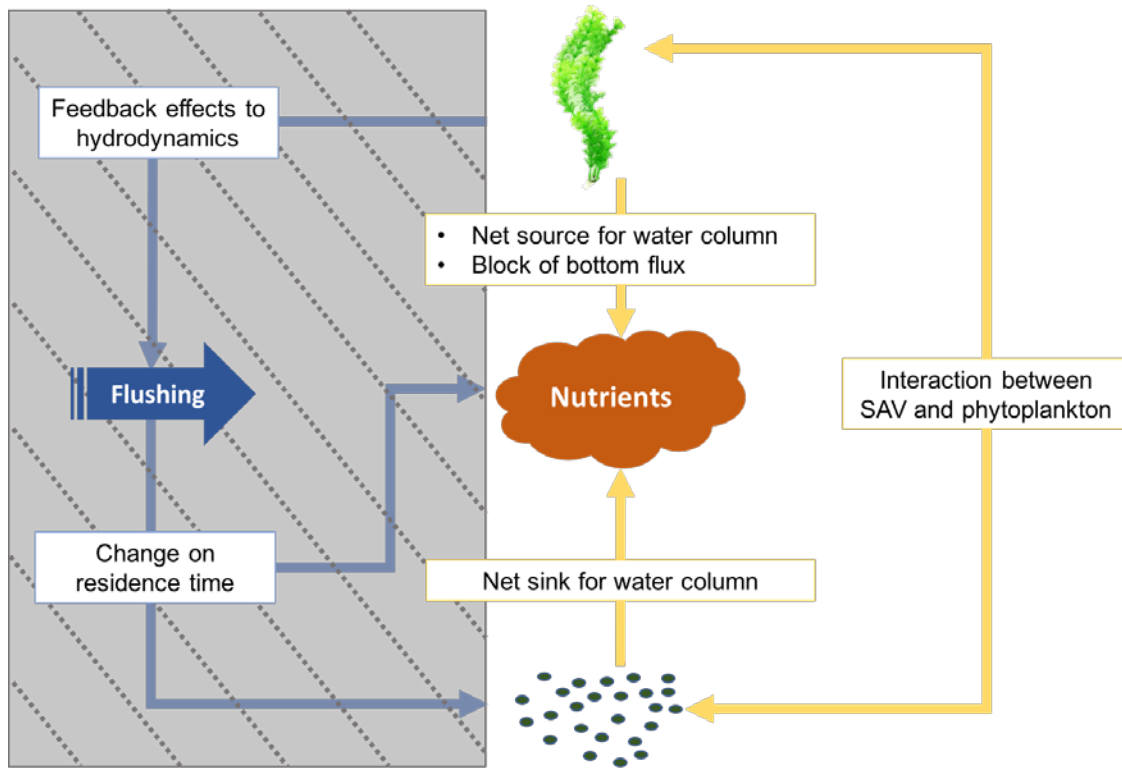 Feedback effects to
hydrodynamics
• Net source for water column
• Block of bottom flux
Flushing
Nutrients
Interaction between
SAV and phytoplankton
Change on
residence time
Net sink for water column